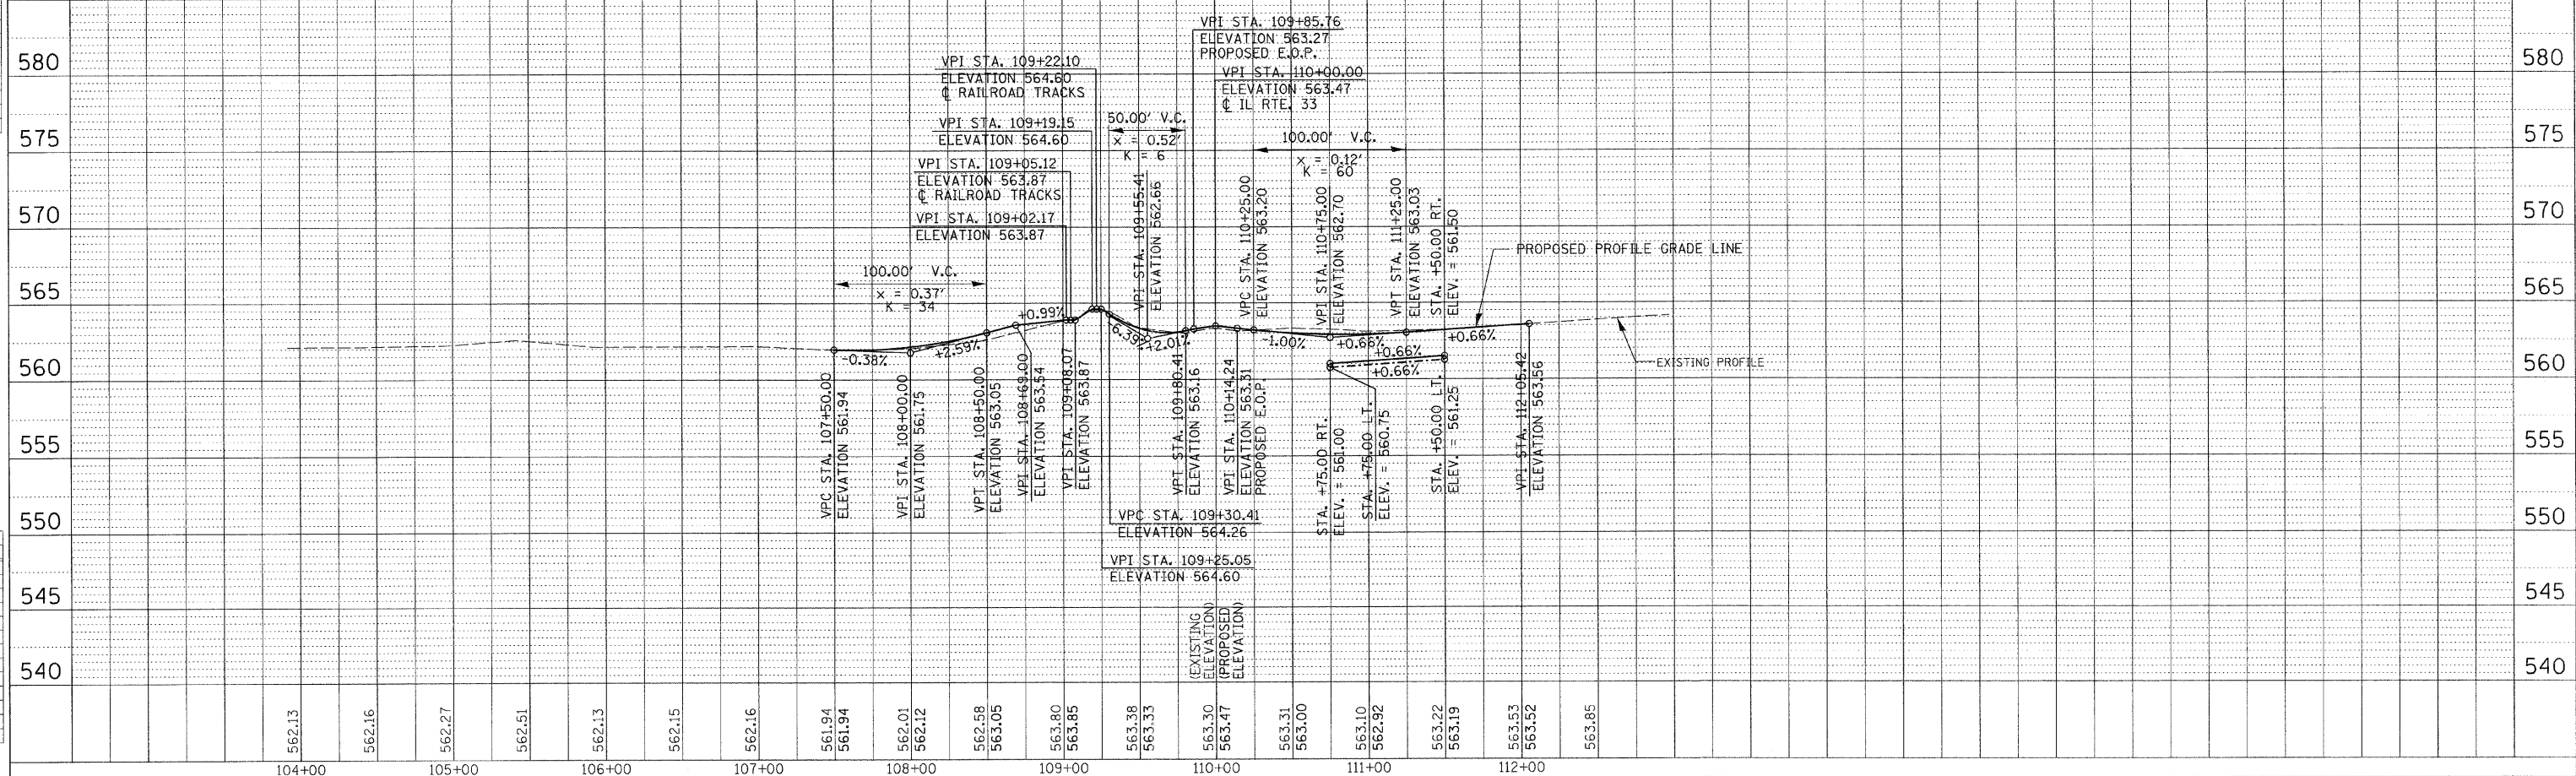 VPI STA. 109+85.76
ELEVATION 563.27
PROPOSED E.O.P.
VPI STA. 109+22.10
ELEVATION 564.60
℄ RAILROAD TRACKS
VPI STA. 110+00.00
ELEVATION 563.47
℄ IL RTE. 33
580
580
VPI STA. 109+19.15
ELEVATION 564.60
50.00' V.C.
x = 0.52'
K = 6
100.00' V.C.
x = 0.12'
K = 60
575
575
VPI STA. 109+05.12
ELEVATION 563.87
℄ RAILROAD TRACKS
VPI STA. 109+02.17
ELEVATION 563.87
VPI STA. 109+55.41
ELEVATION 562.66
VPC STA. 110+25.00
ELEVATION 563.20
VPI STA. 110+75.00
ELEVATION 562.70
VPT STA. 111+25.00
ELEVATION 563.03
STA. +50.00 RT.
ELEV. = 561.50
570
570
PROPOSED PROFILE GRADE LINE
100.00' V.C.
x = 0.37'
K = 34
565
565
+0.99%
-0.38%
+2.59%
-6.39%
+2.01%
-1.00%
+0.66%
+0.66%
+0.66%
+0.66%
EXISTING PROFILE
560
560
VPC STA. 107+50.00
ELEVATION 561.94
VPI STA. 108+00.00
ELEVATION 561.75
VPT STA. 108+50.00
ELEVATION 563.05
VPI STA. 108+69.00
ELEVATION 563.54
VPI STA. 109+08.07
ELEVATION 563.87
VPT STA. 109+80.41
ELEVATION 563.16
VPI STA. 110+14.24
ELEVATION 563.31
PROPOSED E.O.P.
STA. +75.00 RT.
ELEV. = 561.00
STA. +75.00 LT.
ELEV. = 560.75
STA. +50.00 LT.
ELEV. = 561.25
VPI STA. 112+05.42
ELEVATION 563.56
555
555
VPC STA. 109+30.41
ELEVATION 564.26
550
550
VPI STA. 109+25.05
ELEVATION 564.60
545
545
(EXISTING
ELEVATION)
(PROPOSED
ELEVATION)
540
540
562.13
562.16
562.27
562.51
562.13
562.15
562.16
561.94
561.94
562.01
562.12
562.58
563.05
563.80
563.85
563.38
563.33
563.30
563.47
563.31
563.00
563.10
562.92
563.22
563.19
563.53
563.52
563.85
104+00
105+00
106+00
107+00
108+00
109+00
110+00
111+00
112+00